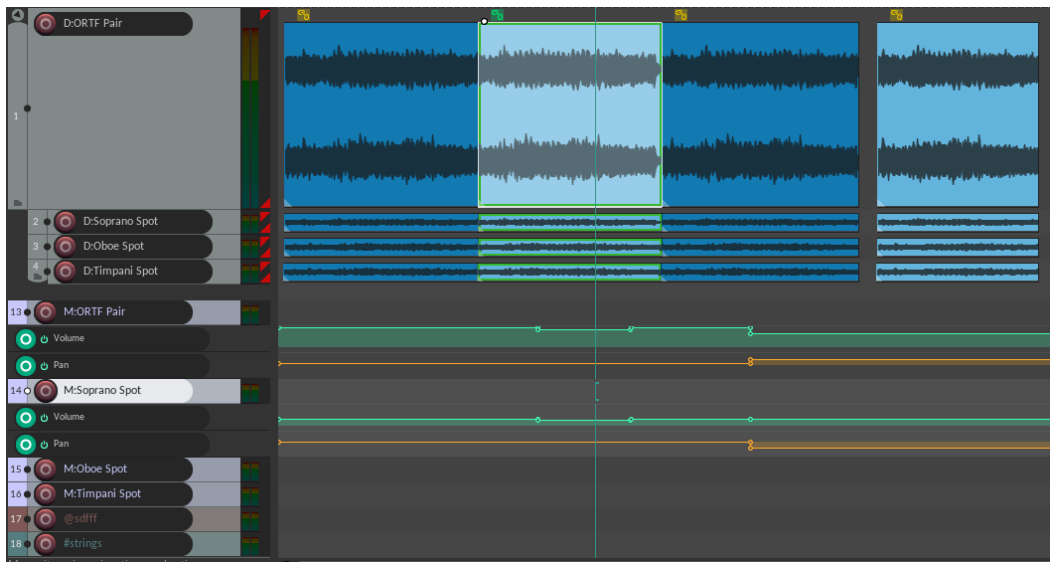 D:ORTF Pair
1
2 D:Soprano Spot
3 D:Oboe Spot
4 D:Timpani Spot
13 M:ORTF Pair
Volume
Pan
14 M:Soprano Spot
Volume
Pan
15 M:Oboe Spot
16 M:Timpani Spot
17 @sdfff
18 #strings